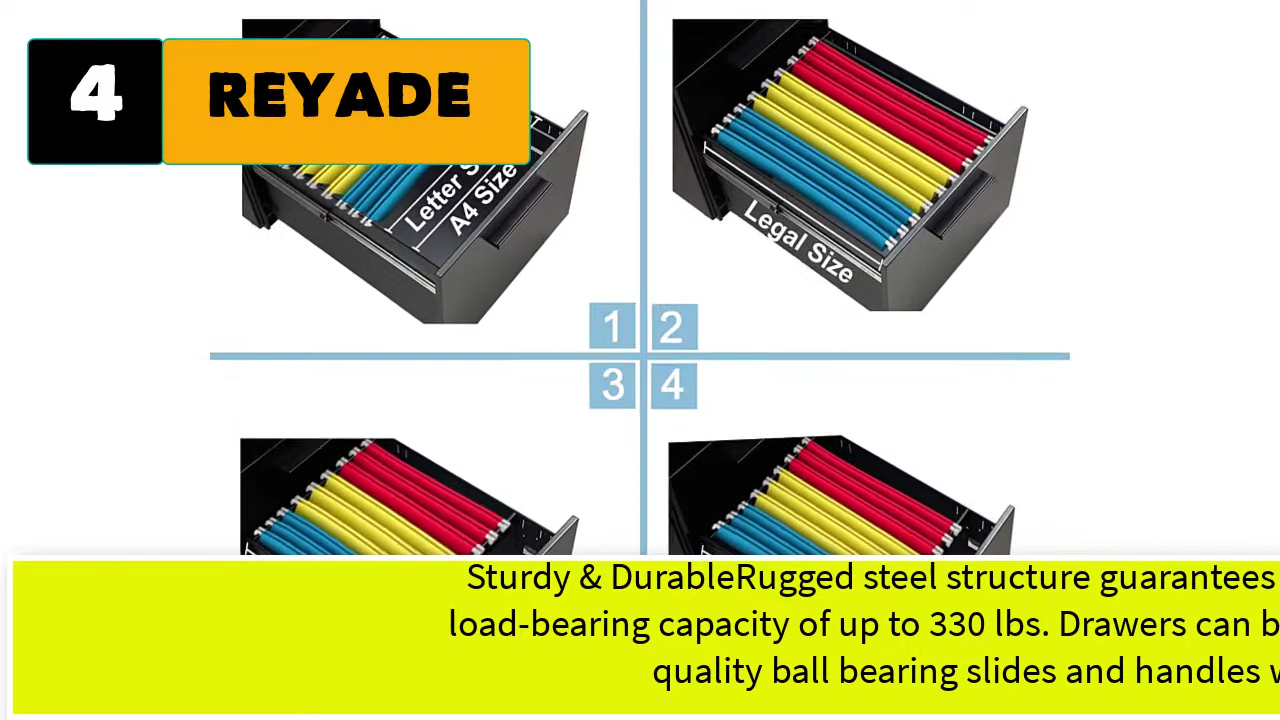 4 REYADE
Letter S
A4 Size
Legal Size
1 2
3 4
Sturdy & DurableRugged steel structure guarantees
load-bearing capacity of up to 330 lbs. Drawers can b
quality ball bearing slides and handles w